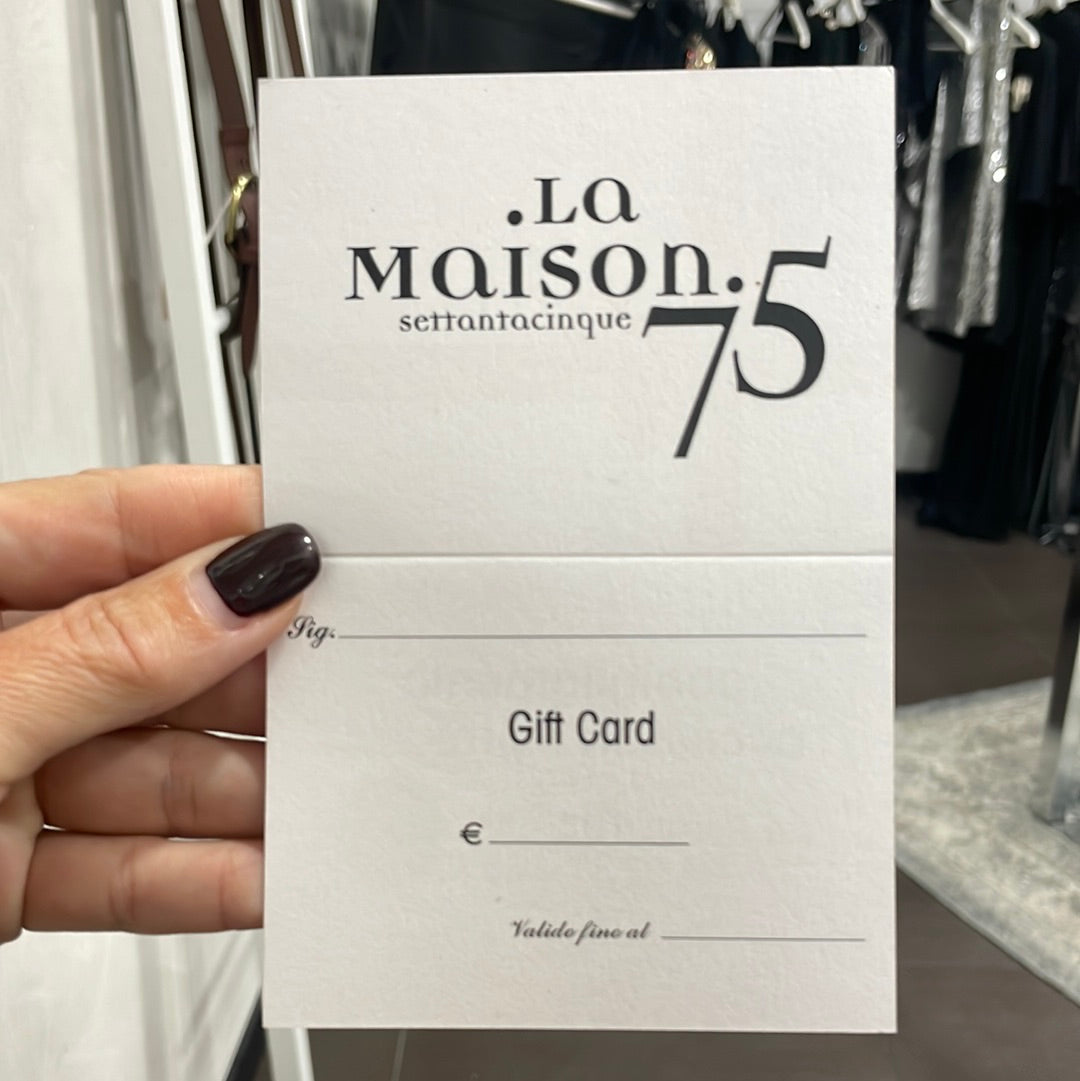 .La
Maison.
settantacinque
75
Sig.
Gift Card
€
Valido fino al